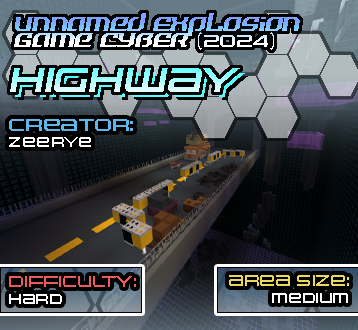 UNNAMED EXPLOSION
GAME CYBER (2024)
HIGHWAY
CREATOR:
ZEERYE
DIFFICULTY:
HARD
AREA SIZE:
MEDIUM